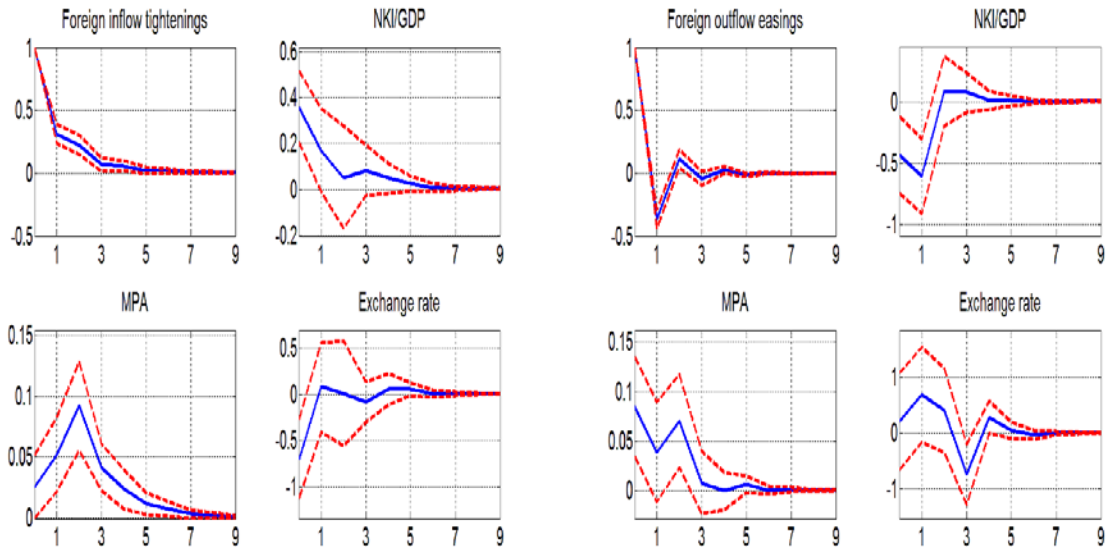 Foreign inflow tightenings
1
0.5
0
-0.5
1 3 5 7 9
NKI/GDP
0.6
0.4
0.2
0
-0.2
1 3 5 7 9
Foreign outflow easings
1
0.5
0
-0.5
1 3 5 7 9
NKI/GDP
0
-0.5
-1
1 3 5 7 9
MPA
0.15
0.1
0.05
0
1 3 5 7 9
Exchange rate
0.5
0
-0.5
-1
1 3 5 7 9
MPA
0.15
0.1
0.05
0
1 3 5 7 9
Exchange rate
1
0
-1
1 3 5 7 9